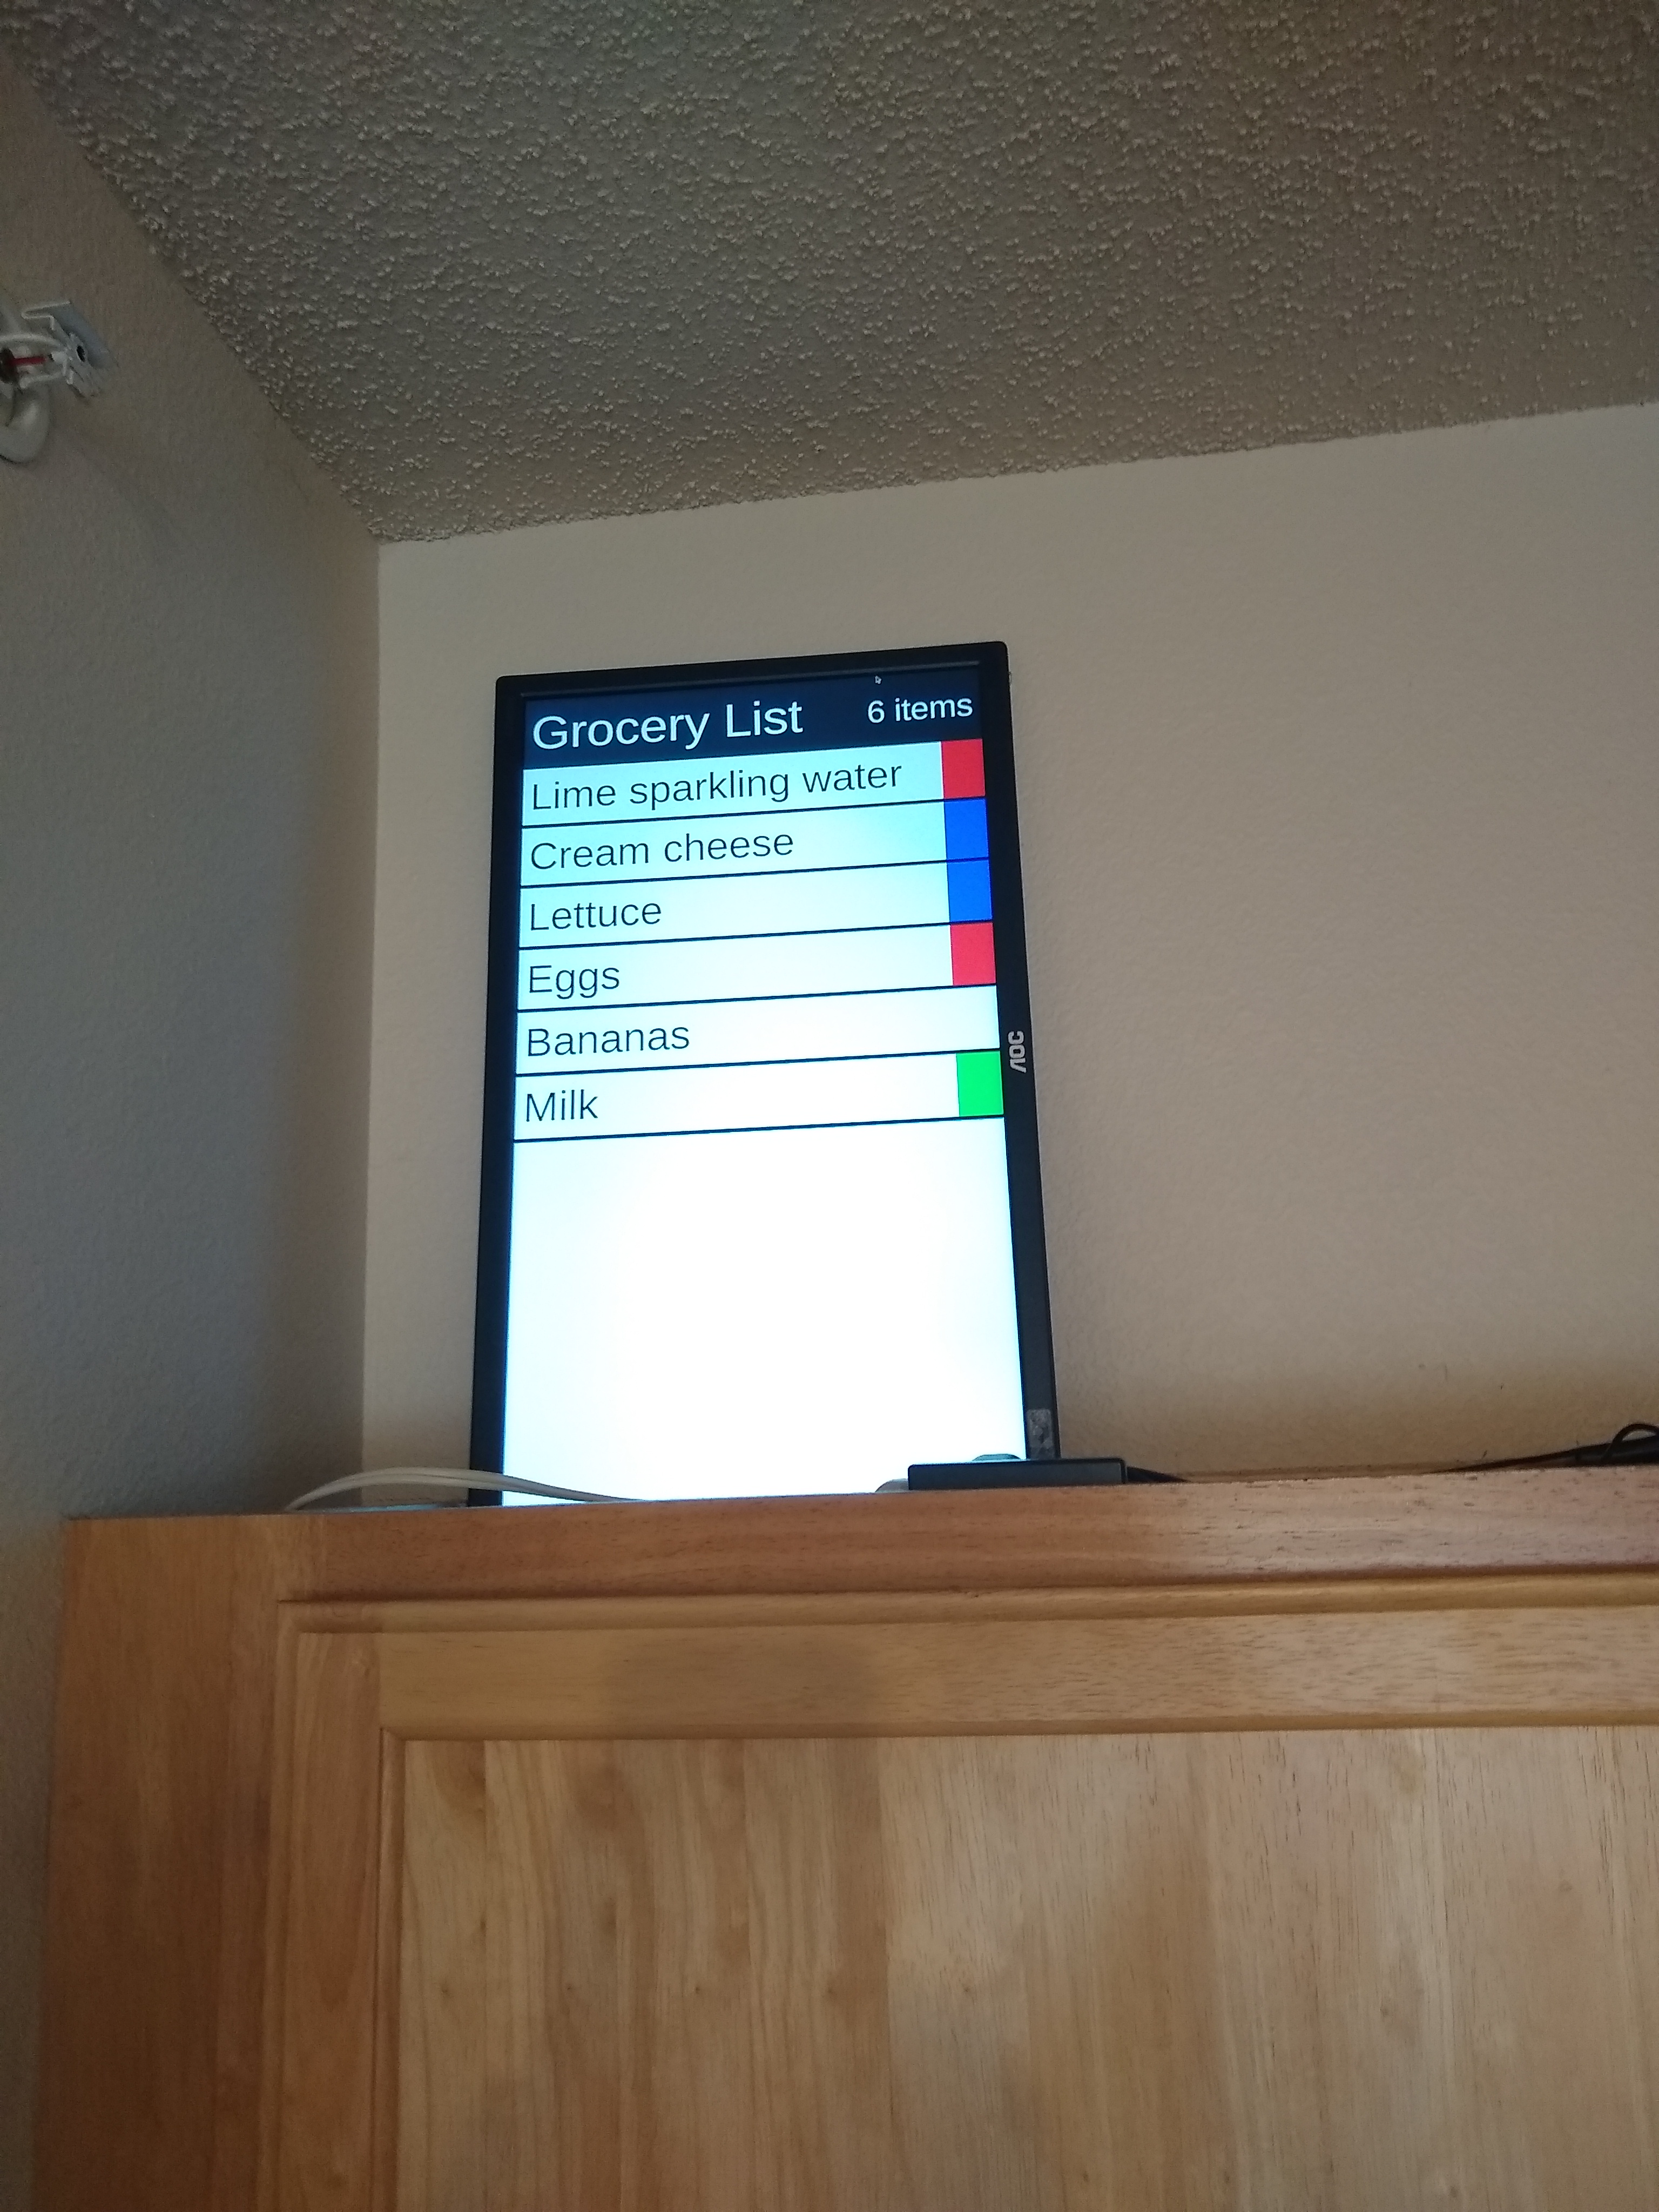 Grocery List 6 items
Lime sparkling water
Cream cheese
Lettuce
Eggs
Bananas
Milk
AOC